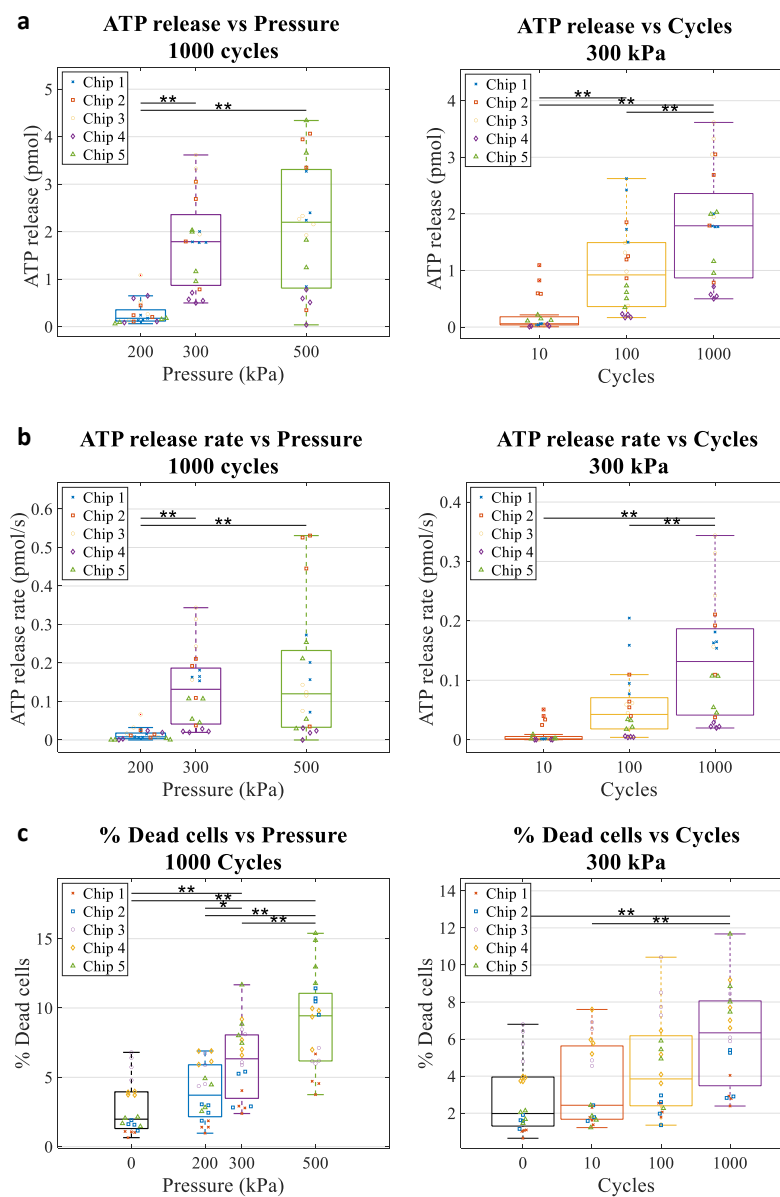 a
ATP release vs Pressure
1000 cycles
Chip 1
Chip 2
Chip 3
Chip 4
Chip 5
**
**
5
4
3
2
1
0
ATP release (pmol)
200
300
500
Pressure (kPa)
ATP release vs Cycles
300 kPa
Chip 1
Chip 2
Chip 3
Chip 4
Chip 5
**
**
**
4
3
2
1
0
ATP release (pmol)
10
100
1000
Cycles
b
ATP release rate vs Pressure
1000 cycles
Chip 1
Chip 2
Chip 3
Chip 4
Chip 5
**
**
0.6
0.5
0.4
0.3
0.2
0.1
0
ATP release rate (pmol/s)
200
300
500
Pressure (kPa)
ATP release rate vs Cycles
300 kPa
Chip 1
Chip 2
Chip 3
Chip 4
Chip 5
**
**
0.4
0.3
0.2
0.1
0
ATP release rate (pmol/s)
10
100
1000
Cycles
c
% Dead cells vs Pressure
1000 Cycles
Chip 1
Chip 2
Chip 3
Chip 4
Chip 5
**
**
*
**
**
15
10
5
0
% Dead cells
0
200
300
500
Pressure (kPa)
% Dead cells vs Cycles
300 kPa
Chip 1
Chip 2
Chip 3
Chip 4
Chip 5
**
**
14
12
10
8
6
4
2
% Dead cells
0
10
100
1000
Cycles